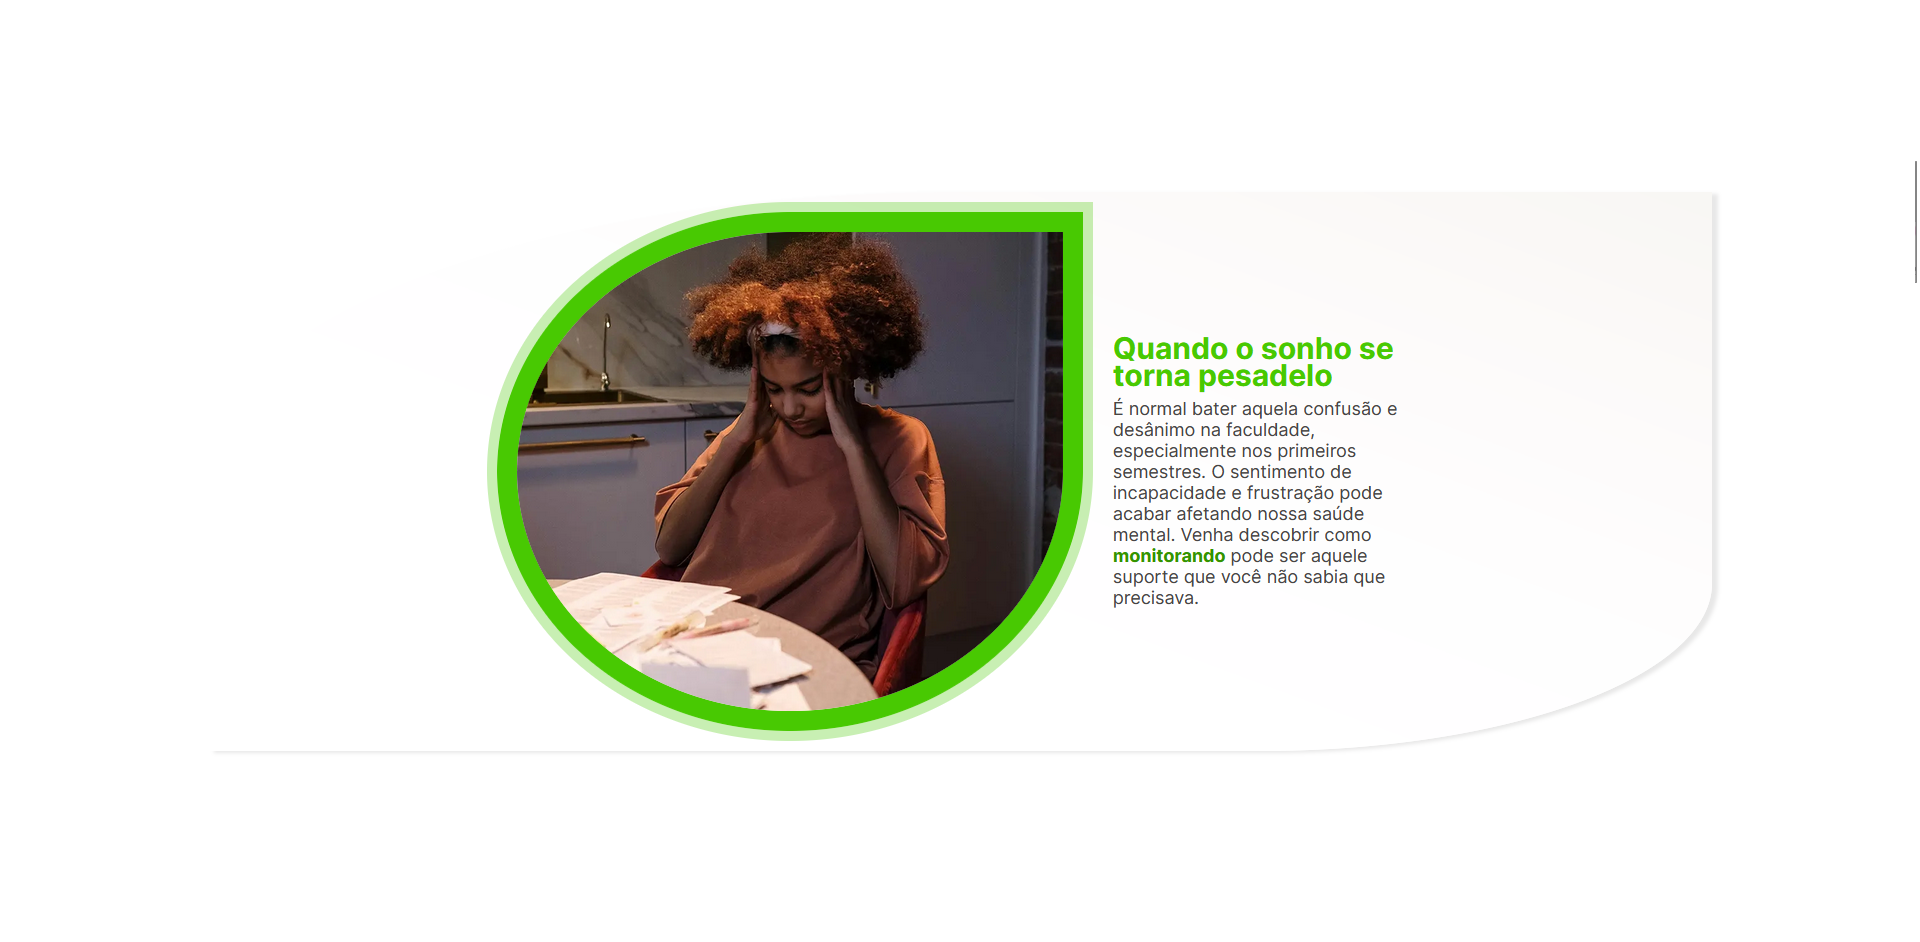 Quando o sonho se
torna pesadelo
É normal bater aquela confusão e
desânimo na faculdade,
especialmente nos primeiros
semestres. O sentimento de
incapacidade e frustração pode
acabar afetando nossa saúde
mental. Venha descobrir como
monitorando pode ser aquele
suporte que você não sabia que
precisava.